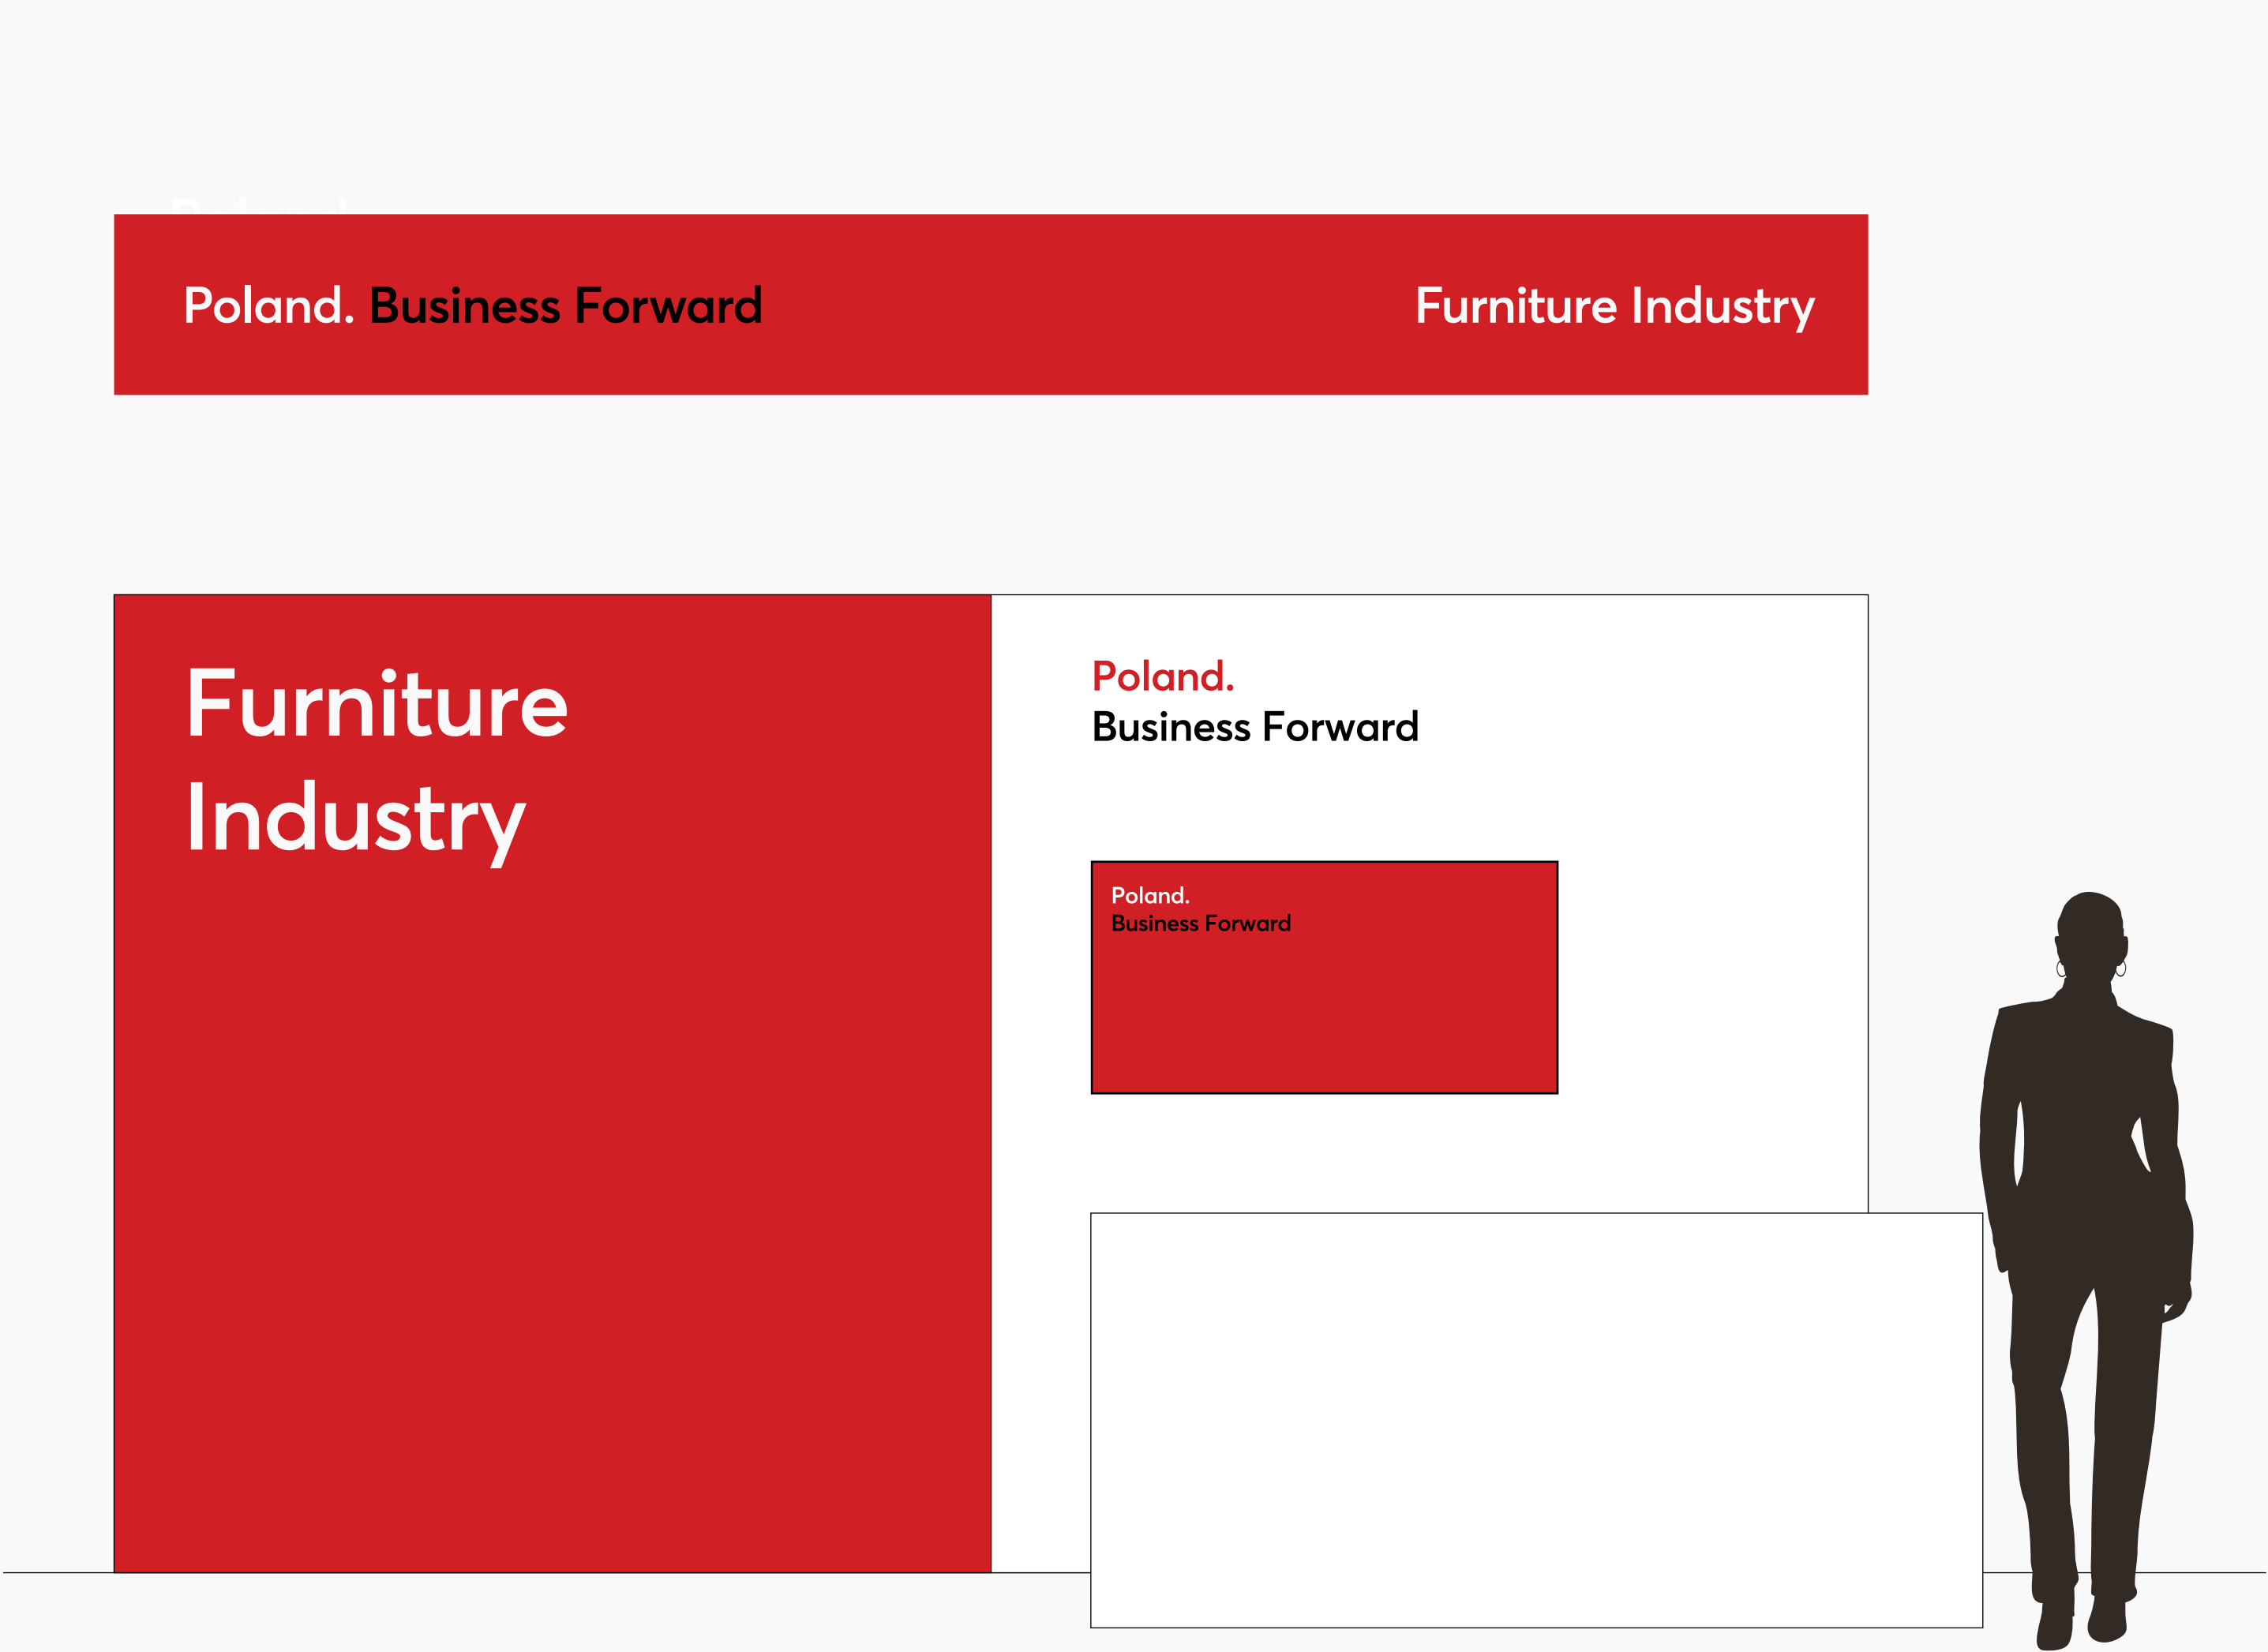 Poland. Business Forward
Furniture Industry
Furniture
Industry
Poland.
Business Forward
Poland.
Business Forward